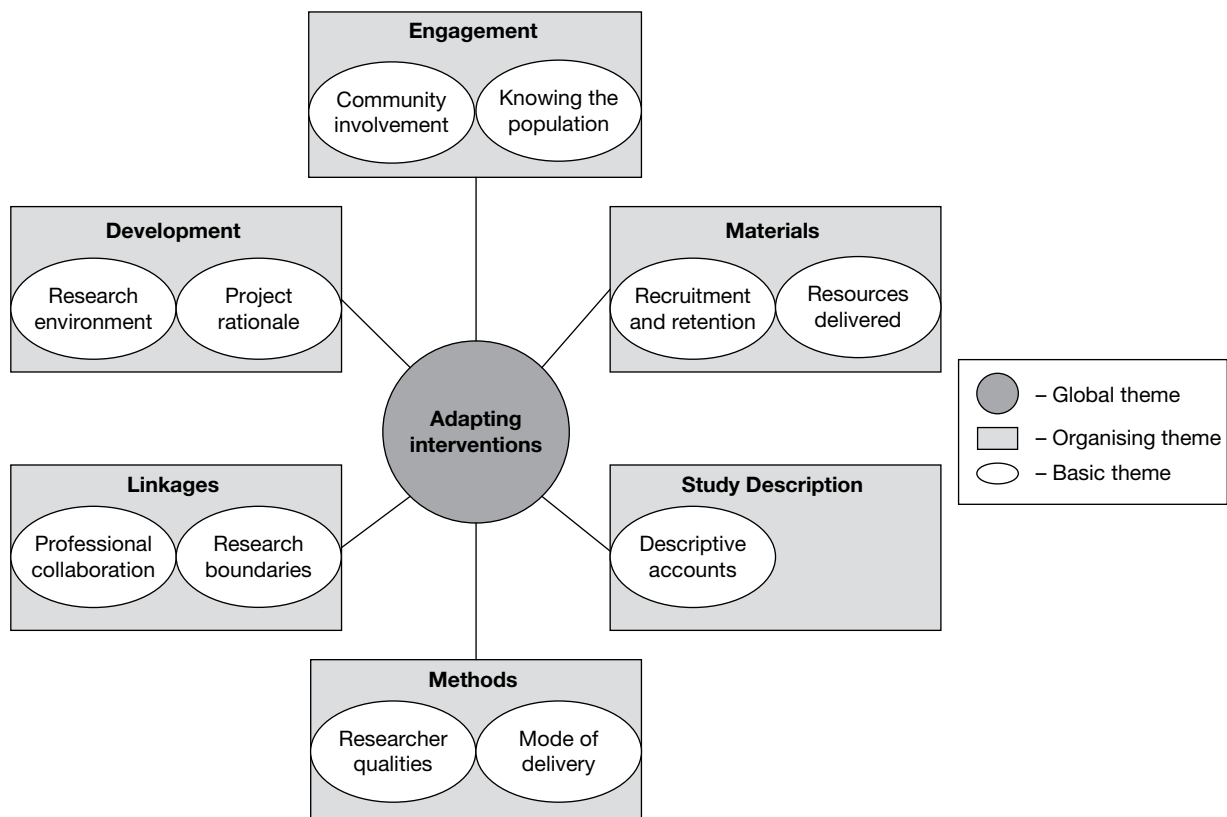 Engagement
Community
involvement
Knowing the
population
Development
Research
environment
Project
rationale
Materials
Recruitment
and retention
Resources
delivered
Adapting
interventions
– Global theme
– Organising theme
– Basic theme
Linkages
Professional
collaboration
Research
boundaries
Study Description
Descriptive
accounts
Methods
Researcher
qualities
Mode of
delivery